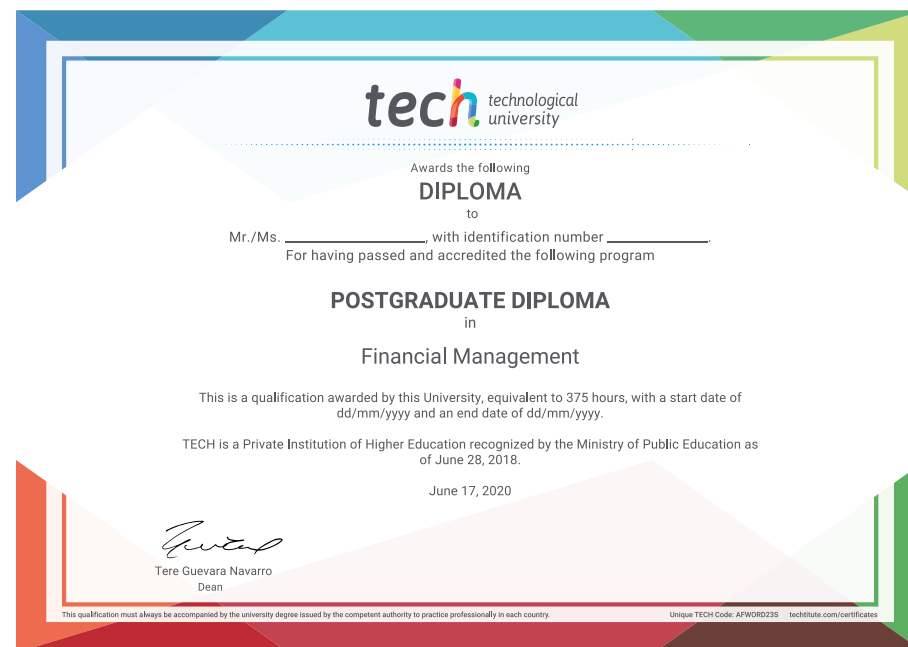 tech technological
university
Awards the following
DIPLOMA
to
Mr./Ms. ____________________, with identification number ______________.
For having passed and accredited the following program
POSTGRADUATE DIPLOMA
in
Financial Management
This is a qualification awarded by this University, equivalent to 375 hours, with a start date of
dd/mm/yyyy and an end date of dd/mm/yyyy.
TECH is a Private Institution of Higher Education recognized by the Ministry of Public Education as
of June 28, 2018.
June 17, 2020
Tere Guevara Navarro
Dean
This qualification must always be accompanied by the university degree issued by the competent authority to practice professionally in each country. Unique TECH Code: AFWORD23S techtitute.com/certificates